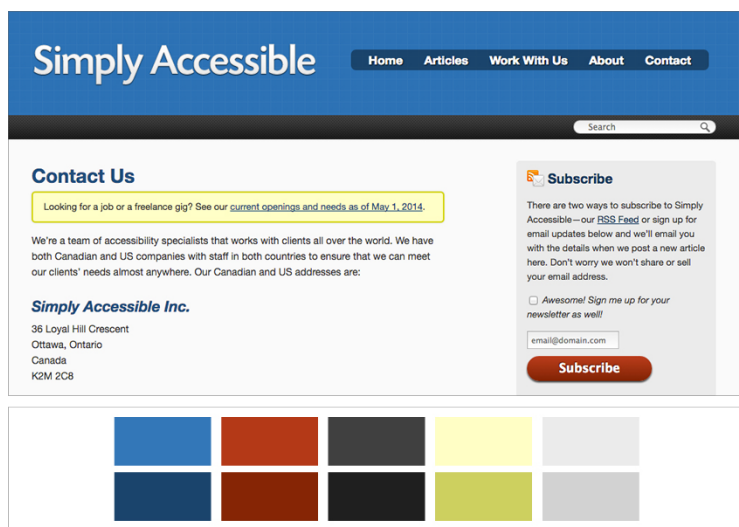 Simply Accessible
Home Articles Work With Us About Contact
Search
Contact Us
Looking for a job or a freelance gig? See our current openings and needs as of May 1, 2014.
We're a team of accessibility specialists that works with clients all over the world. We have
both Canadian and US companies with staff in both countries to ensure that we can meet
our clients' needs almost anywhere. Our Canadian and US addresses are:
Simply Accessible Inc.
36 Loyal Hill Crescent
Ottawa, Ontario
Canada
K2M 2C8
Subscribe
There are two ways to subscribe to Simply
Accessible—our RSS Feed or sign up for
email updates below and we'll email you
with the details when we post a new article
here. Don't worry we won't share or sell
your email address.
Awesome! Sign me up for your
newsletter as well!
email@domain.com
Subscribe